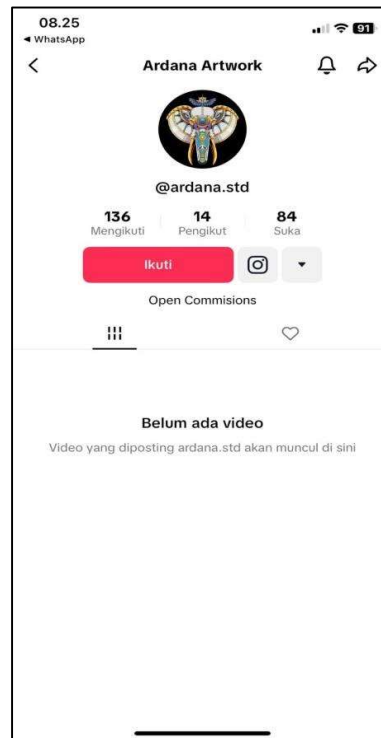 08.25
91
WhatsApp
Ardana Artwork
@ardana.std
136 14 84
Mengikuti Pengikut Suka
Ikuti
Open Commisions
Belum ada video
Video yang diposting ardana.std akan muncul di sini